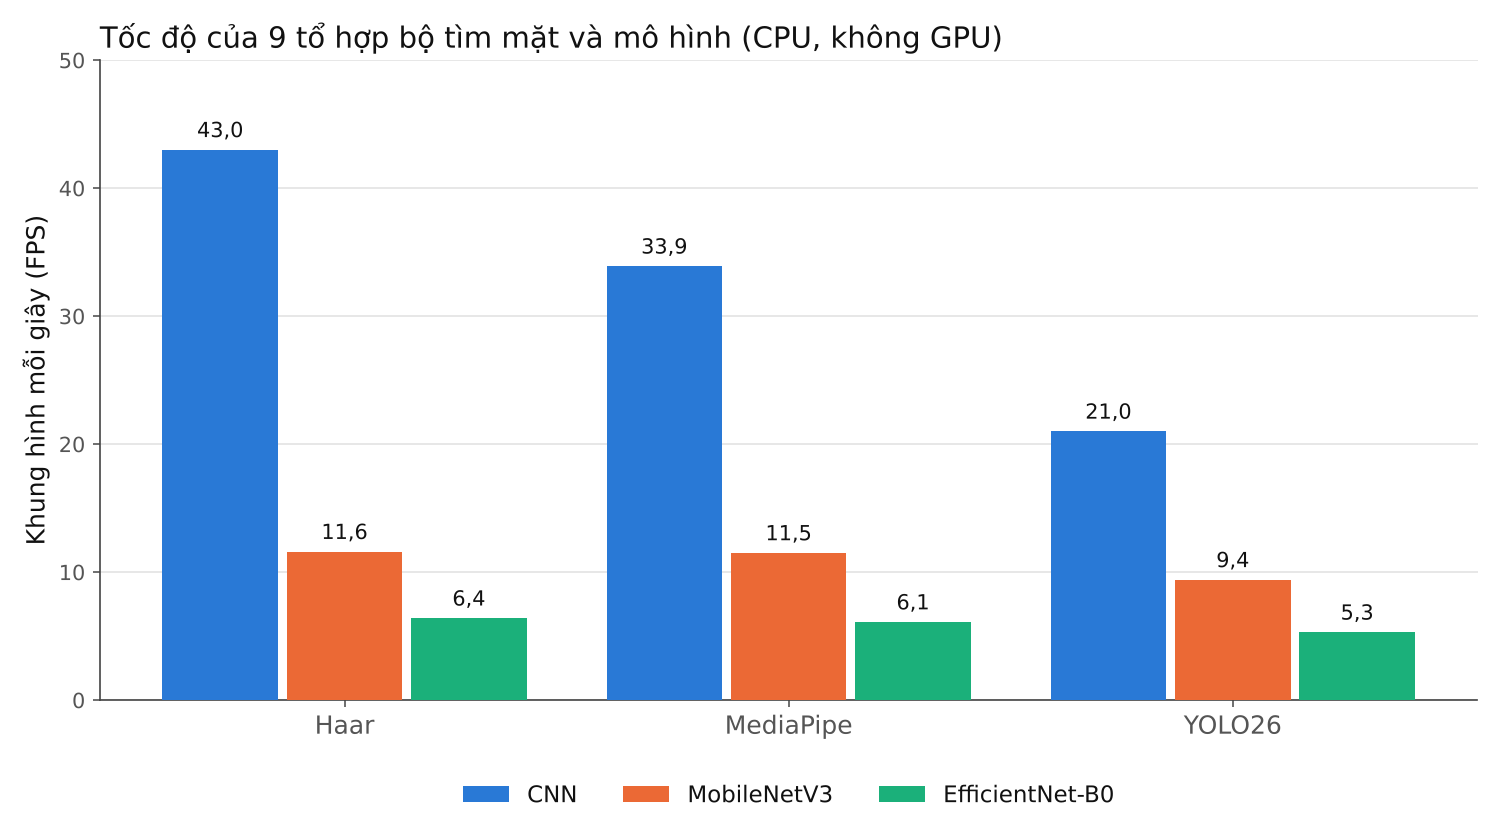 Tốc độ của 9 tổ hợp bộ tìm mặt và mô hình (CPU, không GPU)
Khung hình mỗi giây (FPS)
50
40
30
20
10
0
43,0
11,6
6,4
33,9
11,5
6,1
21,0
9,4
5,3
Haar
MediaPipe
YOLO26
CNN
MobileNetV3
EfficientNet-B0